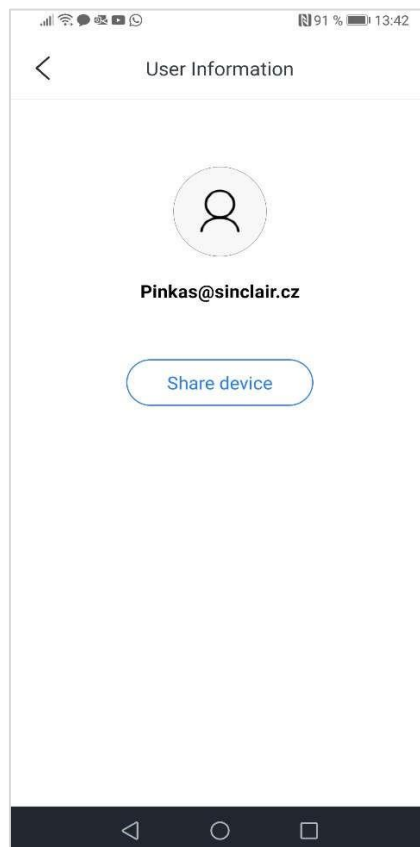 91 % 13:42
User Information
Pinkas@sinclair.cz
Share device